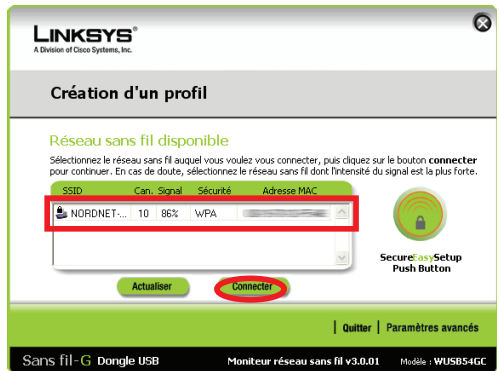 LINKSYS®
A Division of Cisco Systems, Inc.
Création d'un profil
Réseau sans fil disponible
Sélectionnez le réseau sans fil auquel vous voulez vous connecter, puis cliquez sur le bouton connecter
pour continuer. En cas de doute, sélectionnez le réseau sans fil dont l'intensité du signal est la plus forte.
SSID Can. Signal Sécurité Adresse MAC
NORDNET-... 10 86% WPA
SecureEasySetup
Push Button
Actualiser Connecter
Quitter Paramètres avancés
Sans fil-G Dongle USB Moniteur réseau sans fil v3.0.01 Modèle : WUSB54GC